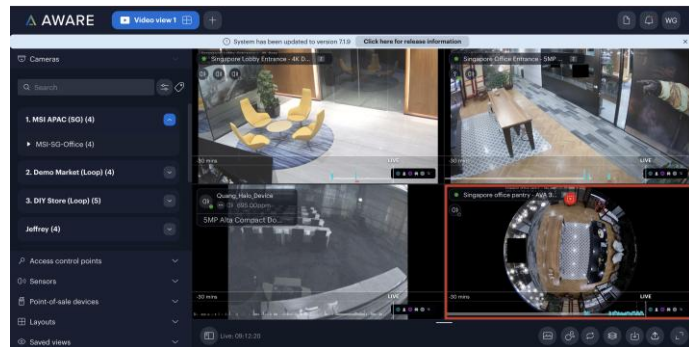 AWARE
Video view 1
WG
System has been updated to version 7.1.9 Click here for release information
Cameras
Search
1. MSI APAC (SG) (4)
MSI-SG-Office (4)
2. Demo Market (Loop) (4)
3. DIY Store (Loop) (5)
Jeffrey (4)
Access control points
Sensors
Point-of-sale devices
Layouts
Saved views
Singapore Lobby Entrance - 4K D...
-30 mins
LIVE
Singapore Office Entrance - 5MP ...
-30 mins
LIVE
Quang_Halo_Device
5MP Alta Compact Do...
-30 mins
LIVE
Singapore office pantry - AVA 3...
-30 mins
LIVE
Live: 09:12:20